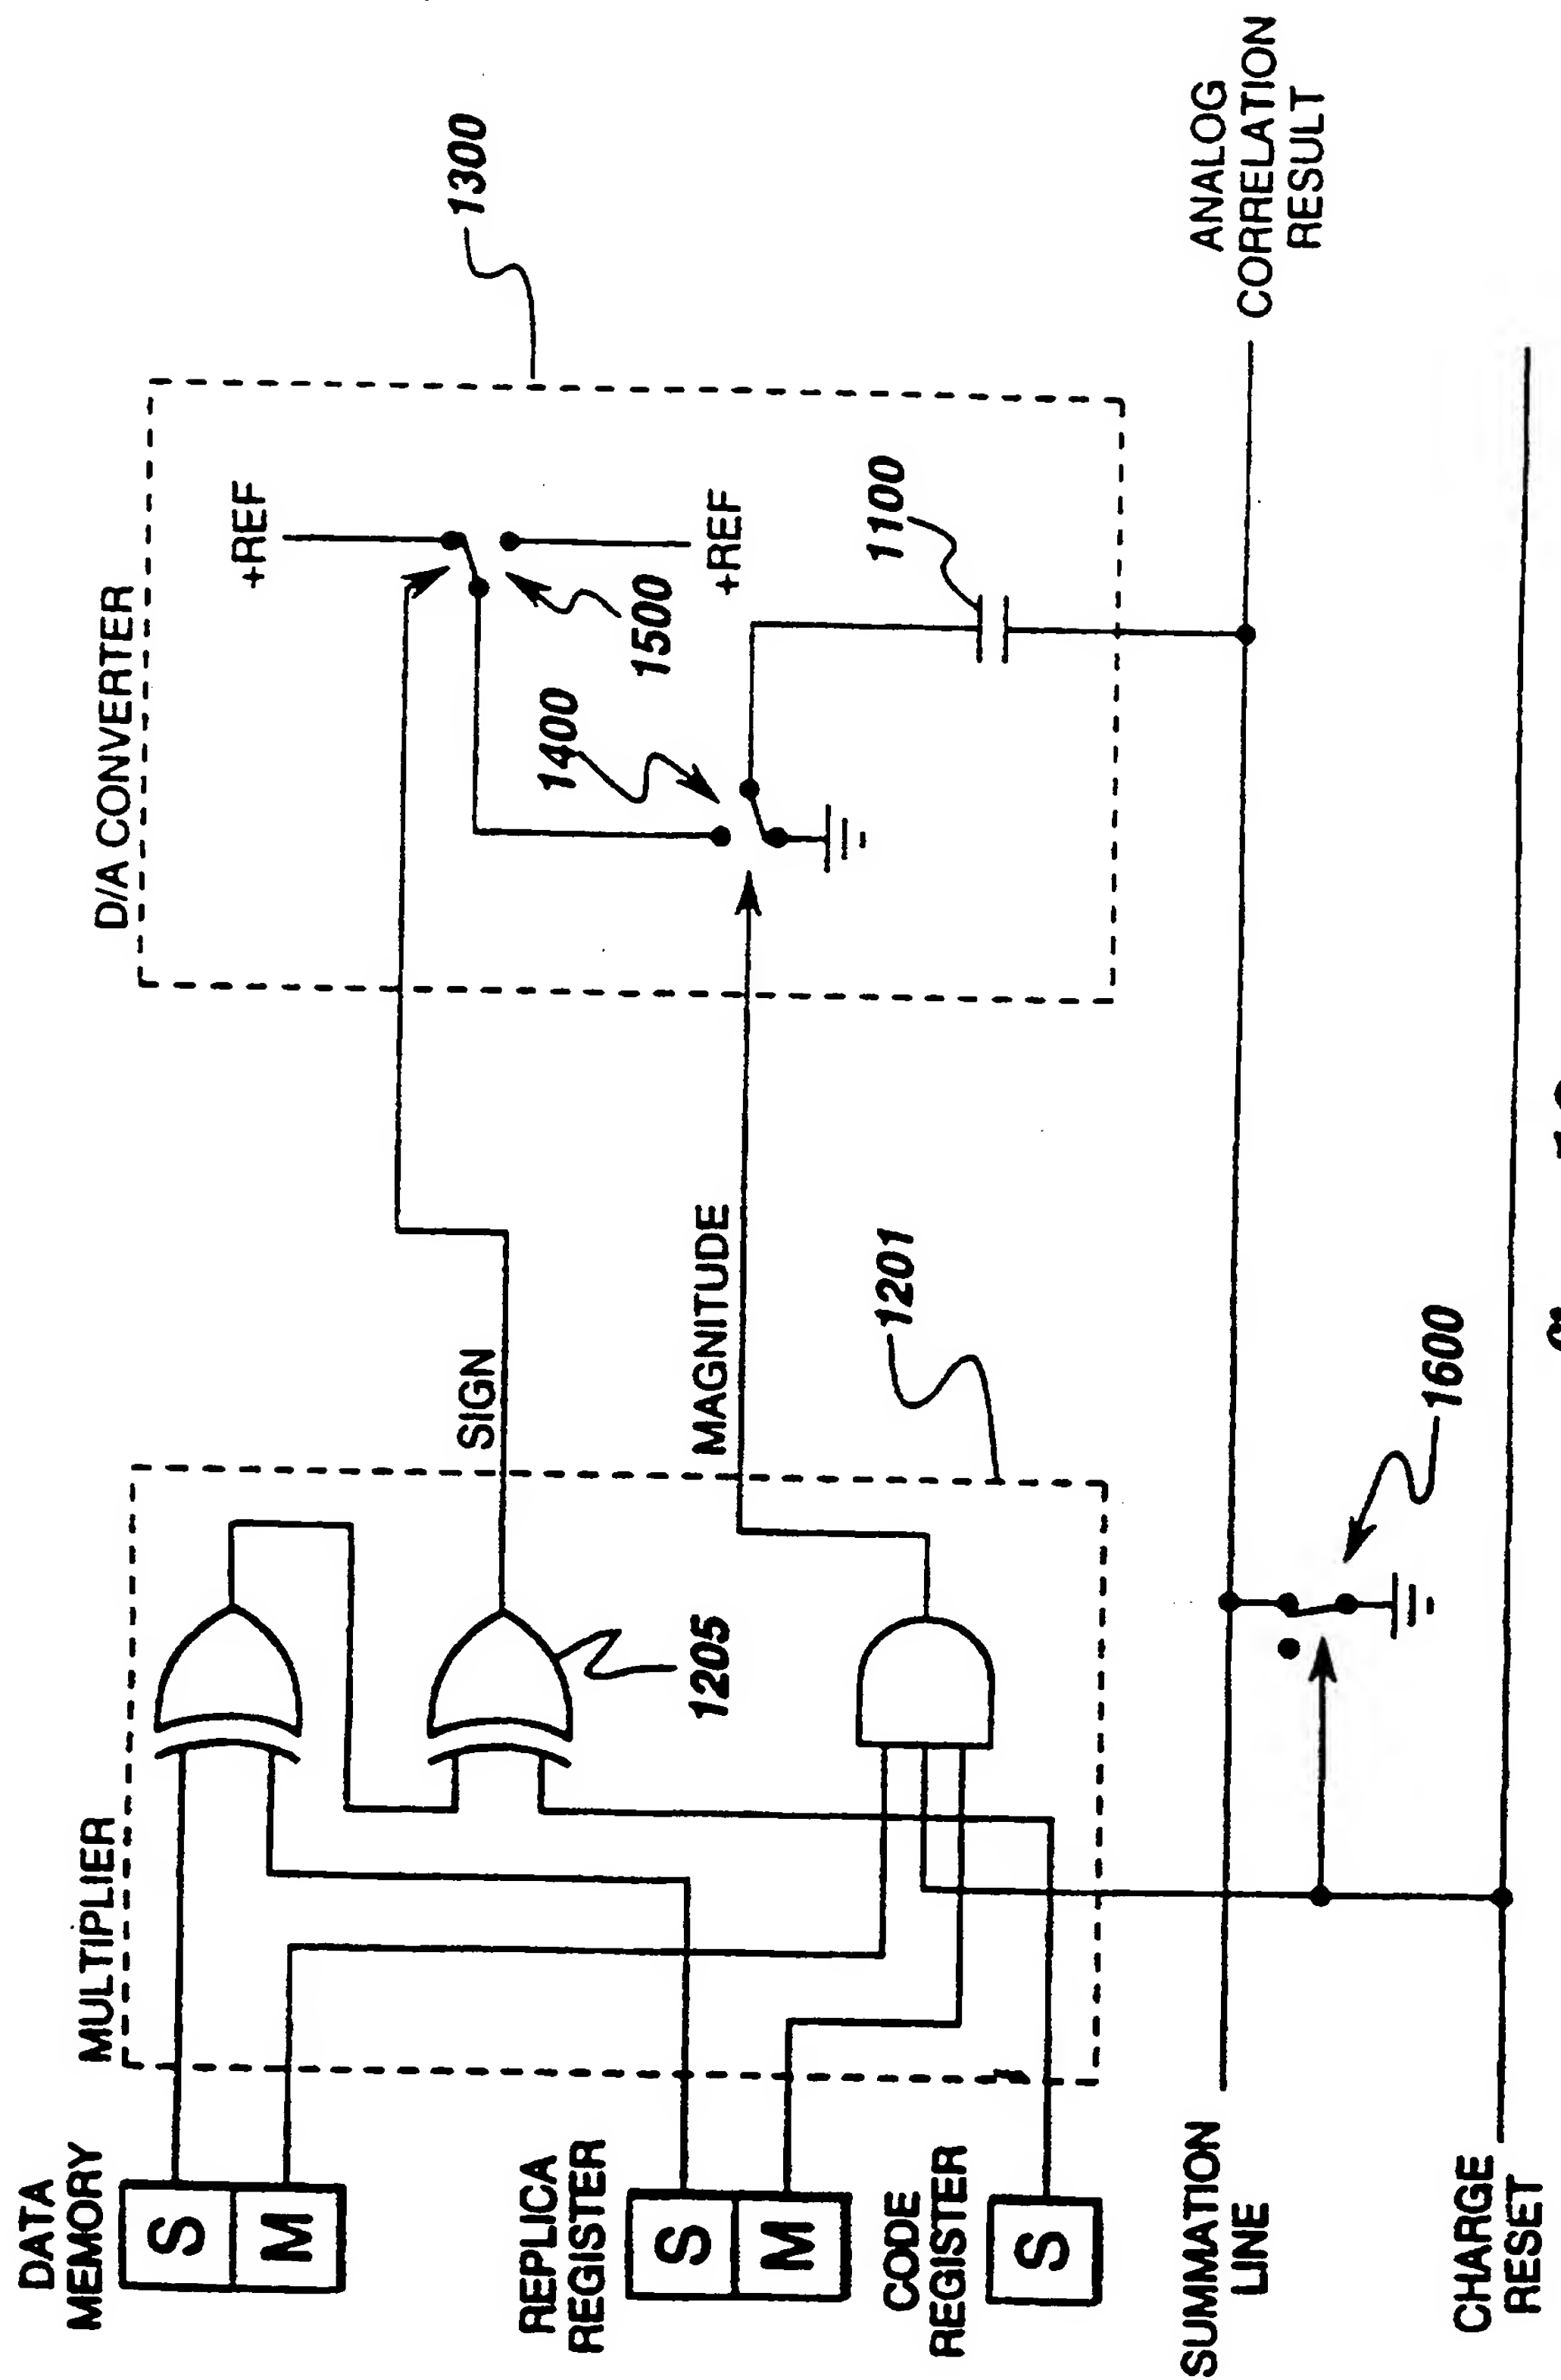 D/A CONVERTER
1300
+REF
1500
+REF
1400
1100
ANALOG
CORRELATION
RESULT
MULTIPLIER
SIGN
MAGNITUDE
1205
1201
1600
DATA
MEMORY
S
M
REPLICA
REGISTER
S
M
CODE
REGISTER
S
SUMMATION
LINE
CHARGE
RESET